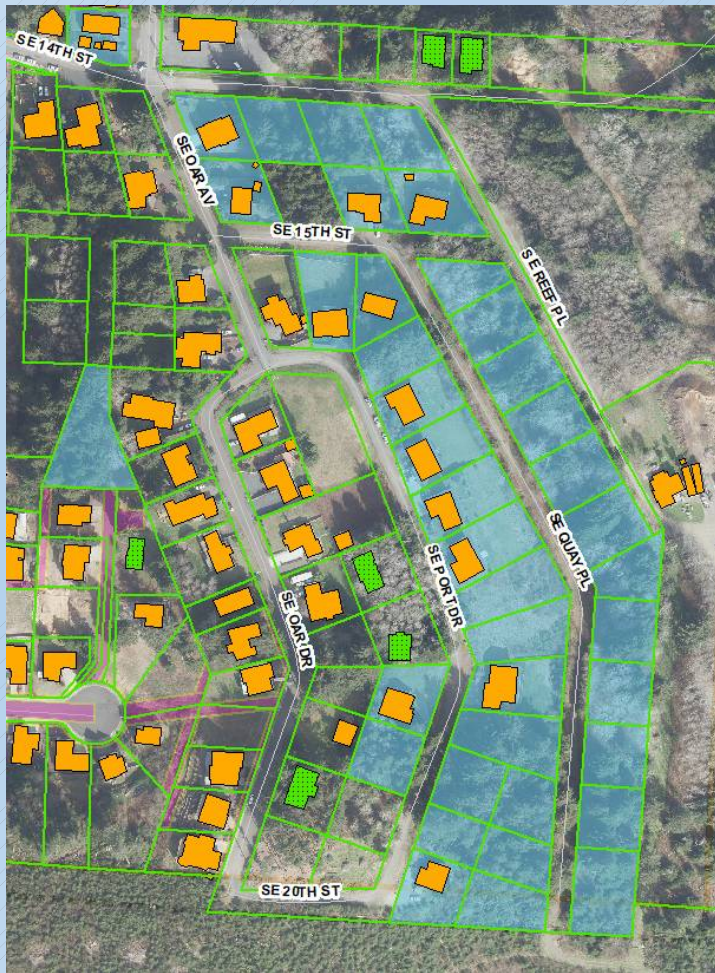 SE 14TH ST
SE OAR AV
SE 15TH ST
SE REEF PL
SE QUAY PL
SE PORT DR
SE OAR DR
SE 20TH ST